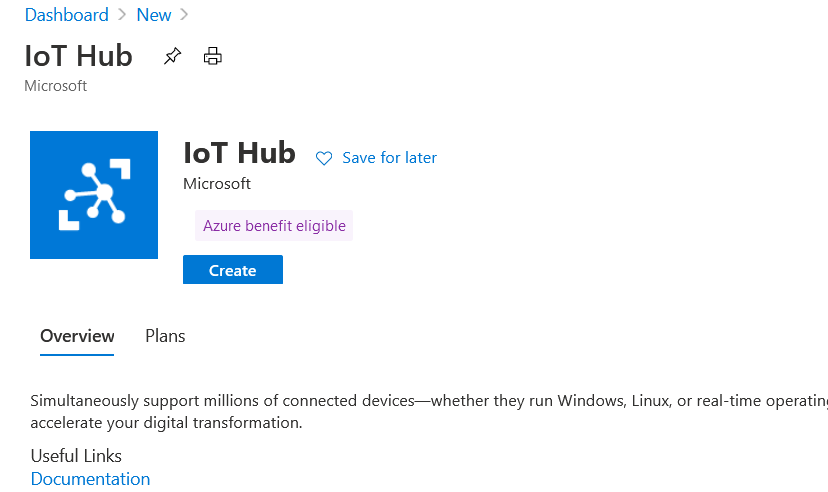 Dashboard > New >
IoT Hub
Microsoft
IoT Hub Save for later
Microsoft
Azure benefit eligible
Create
Overview Plans
Simultaneously support millions of connected devices—whether they run Windows, Linux, or real-time operating
accelerate your digital transformation.
Useful Links
Documentation